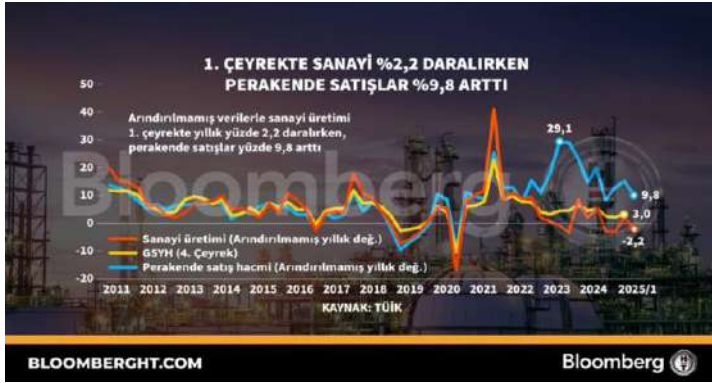 1. ÇEYREKTE SANAYİ %2,2 DARALIRKEN
PERAKENDE SATIŞLAR %9,8 ARTTI
50
40
30
20
10
0
-10
-20
Arındırılmamış verilerle sanayi üretimi
1. çeyrekte yıllık yüzde 2,2 daralırken,
perakende satışlar yüzde 9,8 arttı
Bloomberg
29,1
9,8
3,0
-2,2
Sanayi üretimi (Arındırılmamış yıllık değ.)
GSYH (4. Çeyrek)
Perakende satış hacmi (Arındırılmamış yıllık değ.)
2011 2012 2013 2014 2015 2016 2017 2018 2019 2020 2021 2022 2023 2024 2025/1
KAYNAK: TÜİK
BLOOMBERGHT.COM
Bloomberg HT